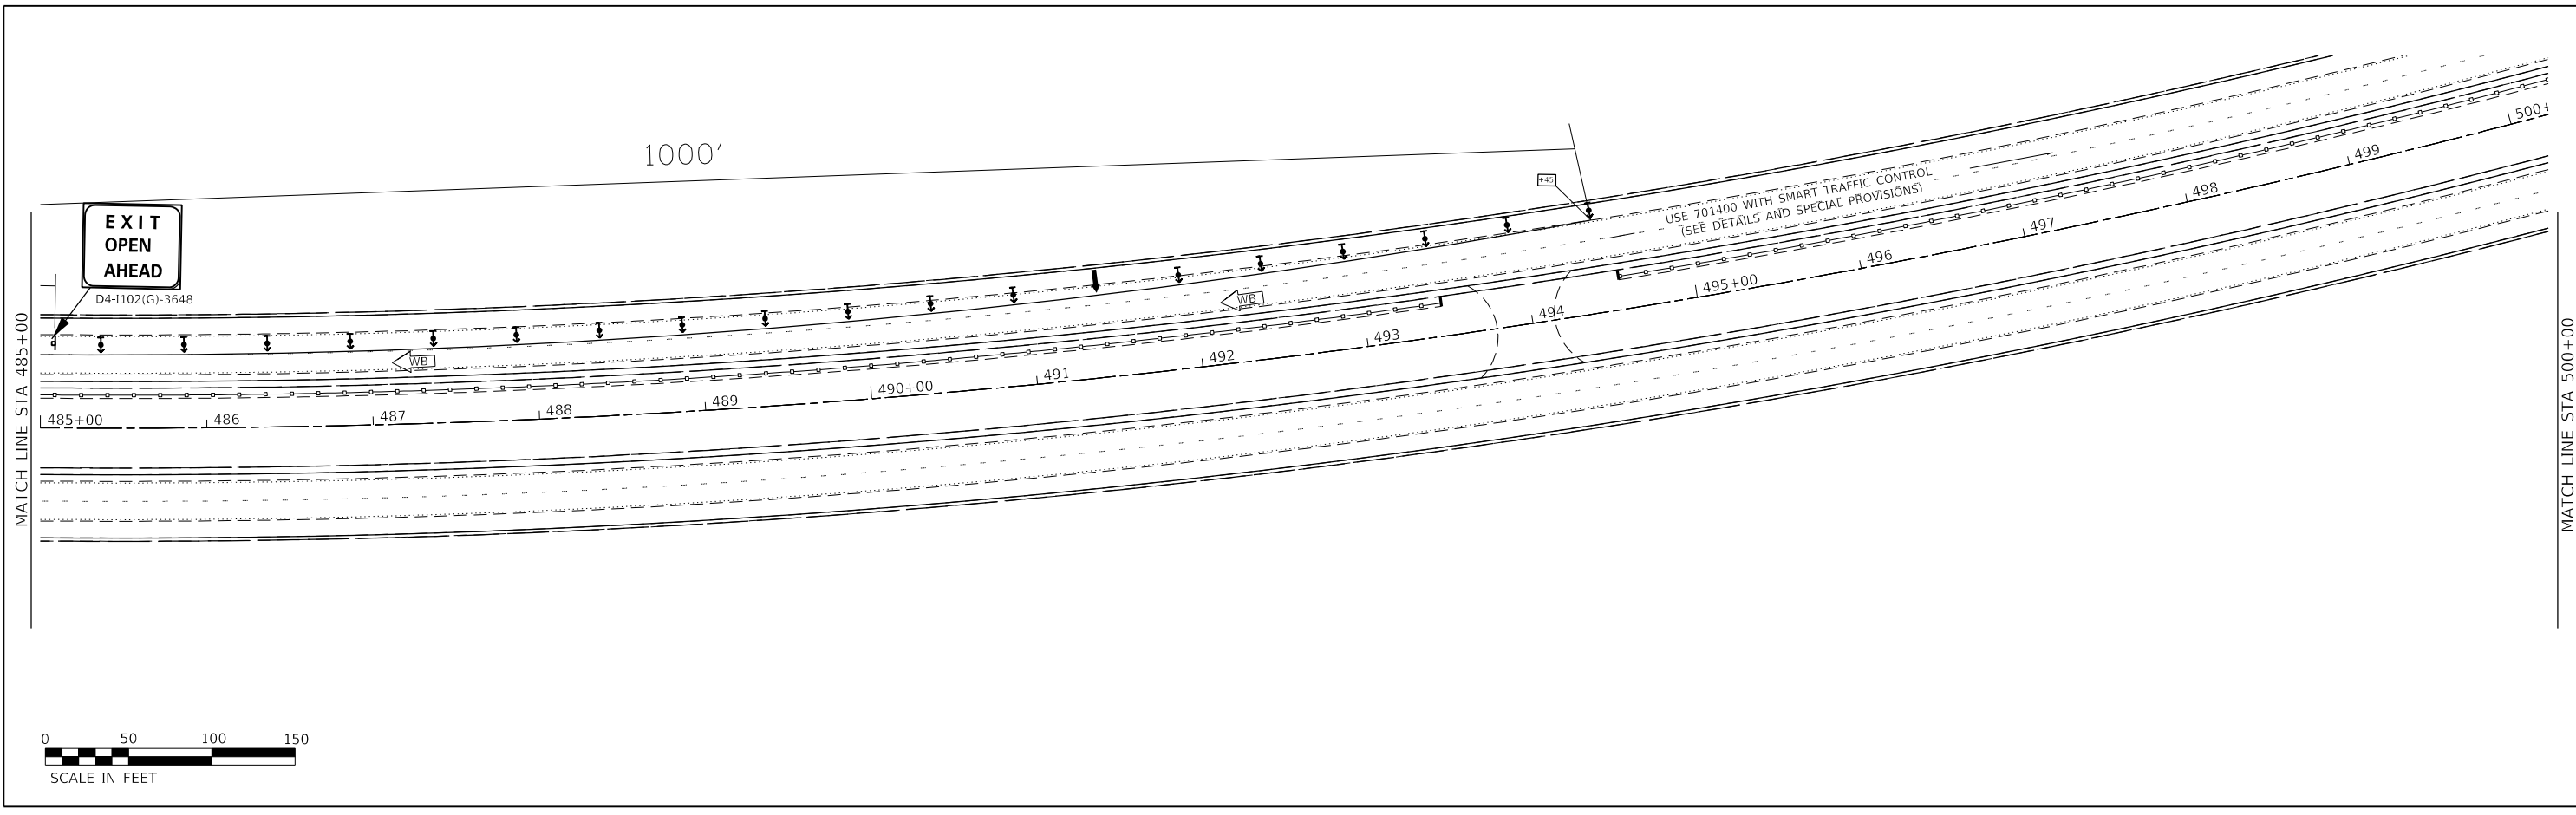 1000'
EXIT
OPEN
AHEAD
D4-I102(G)-3648
+45
USE 701400 WITH SMART TRAFFIC CONTROL
(SEE DETAILS AND SPECIAL PROVISIONS)
WB
WB
485+00
486
487
488
489
490+00
491
492
493
494
495+00
496
497
498
499
500+
MATCH LINE STA 485+00
MATCH LINE STA 500+00
0 50 100 150
SCALE IN FEET